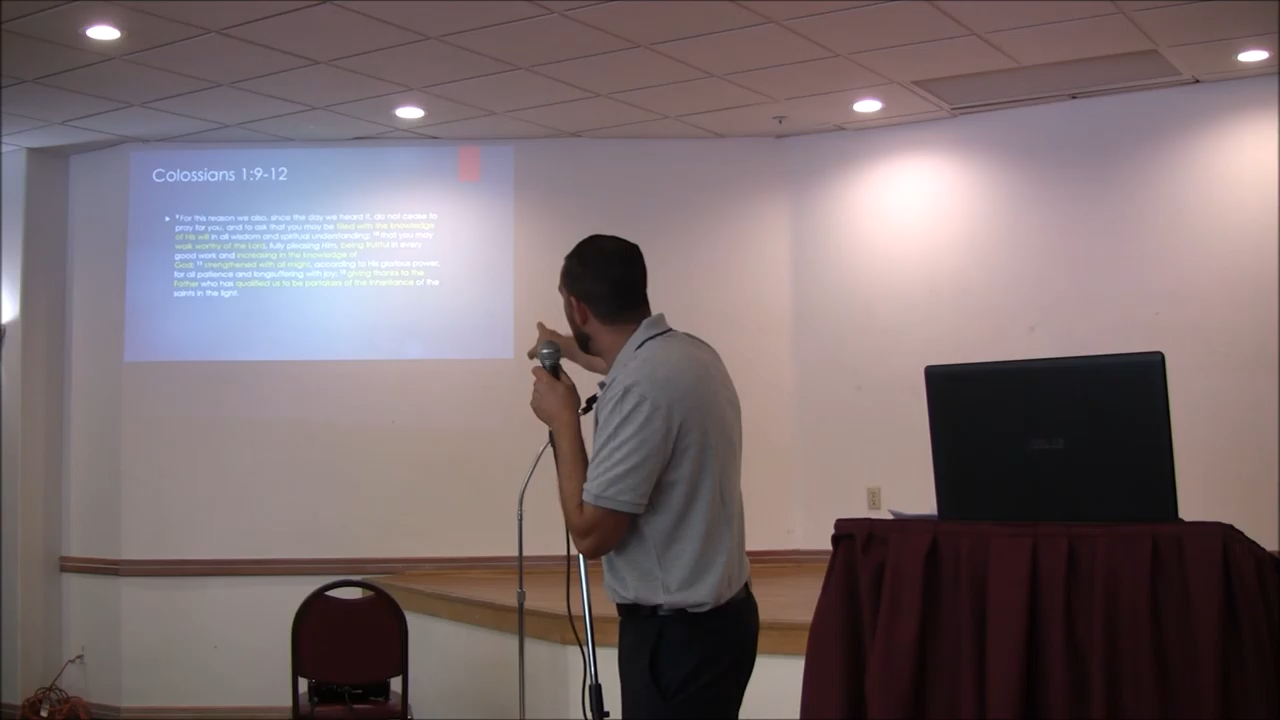 Colossians 1:9-12
9 For this reason we also, since the day we heard it, do not cease to
pray for you, and to ask that you may be filled with the knowledge
of His will in all wisdom and spiritual understanding; 10 that you may
walk worthy of the Lord, fully pleasing Him, being fruitful in every
good work and increasing in the knowledge of
God; 11 strengthened with all might, according to His glorious power,
for all patience and longsuffering with joy; 12 giving thanks to the
Father who has qualified us to be partakers of the inheritance of the
saints in the light.
ASUS